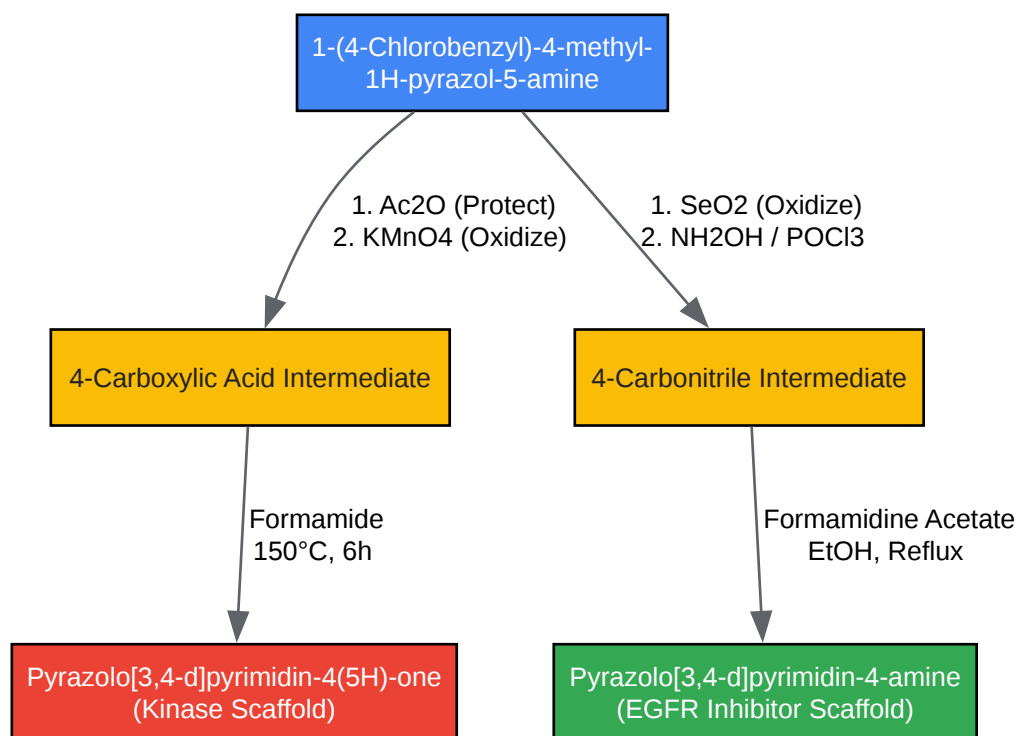 1-(4-Chlorobenzyl)-4-methyl-
1H-pyrazol-5-amine
1. Ac2O (Protect)
2. KMnO4 (Oxidize)
1. SeO2 (Oxidize)
2. NH2OH / POCl3
4-Carboxylic Acid Intermediate
4-Carbonitrile Intermediate
Formamide
150°C, 6h
Formamidine Acetate
EtOH, Reflux
Pyrazolo[3,4-d]pyrimidin-4(5H)-one
(Kinase Scaffold)
Pyrazolo[3,4-d]pyrimidin-4-amine
(EGFR Inhibitor Scaffold)